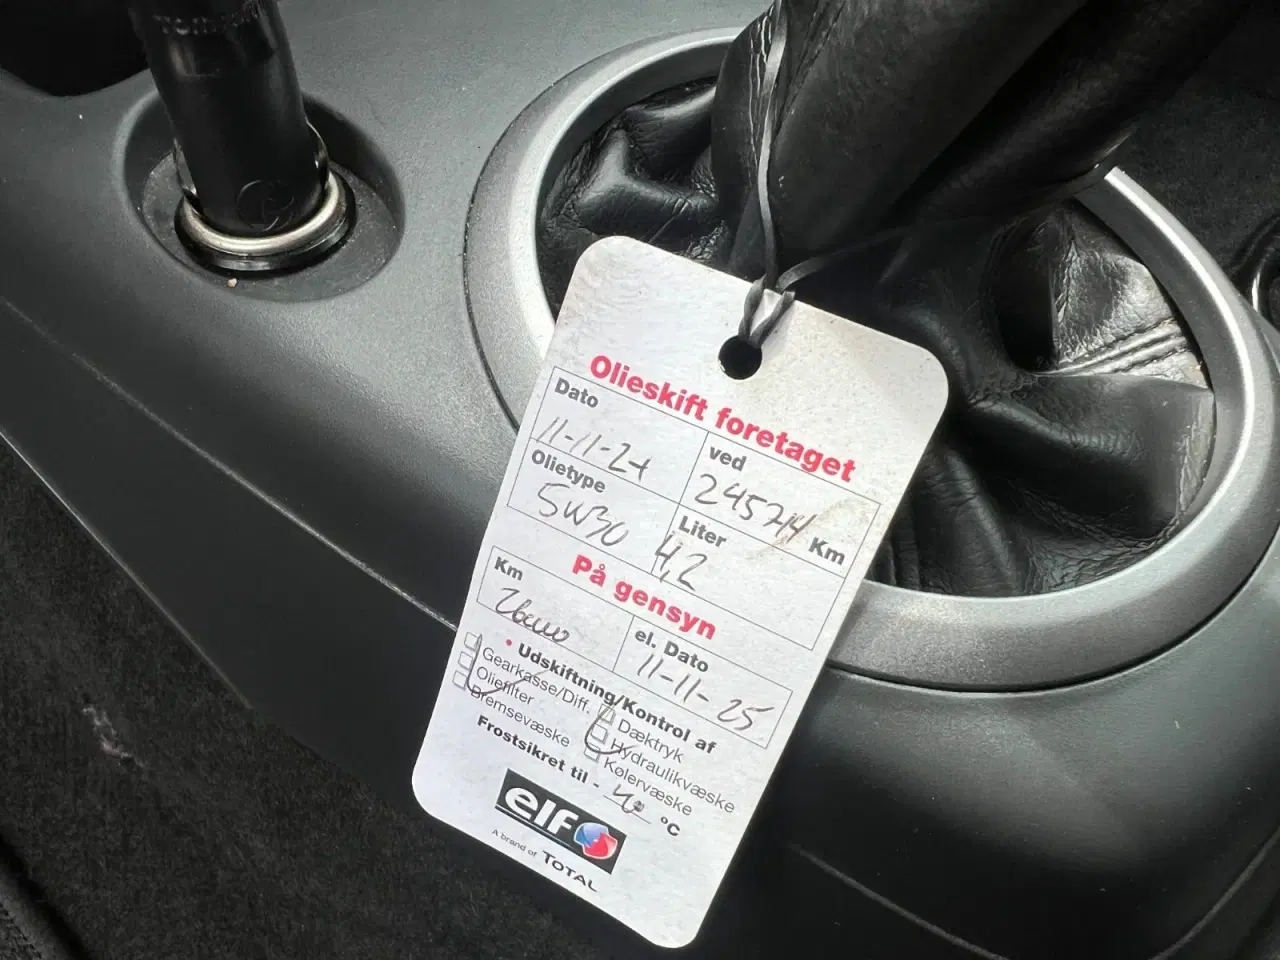 Olieskift foretaget
Dato
11-11-24
ved
245714 Km
Olietype
5W30
Liter
4,2
På gensyn
Km
el. Dato
11-11-25
• Udskiftning/Kontrol af
Gearkasse/Diff.
Oliefilter
Bremsevæske
Dæktryk
Hydraulikvæske
Kølervæske
Frostsikret til - °C
elf
A brand of TOTAL